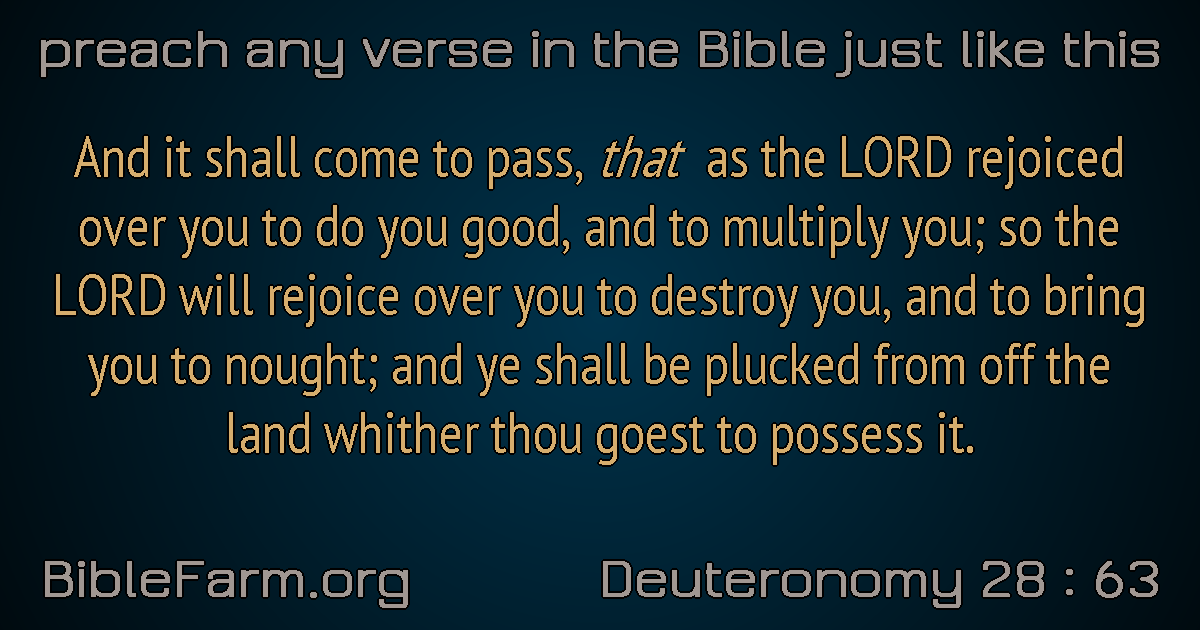 preach any verse in the Bible just like this
And it shall come to pass, that as the LORD rejoiced
over you to do you good, and to multiply you; so the
LORD will rejoice over you to destroy you, and to bring
you to nought; and ye shall be plucked from off the
land whither thou goest to possess it.
BibleFarm.org
Deuteronomy 28 : 63